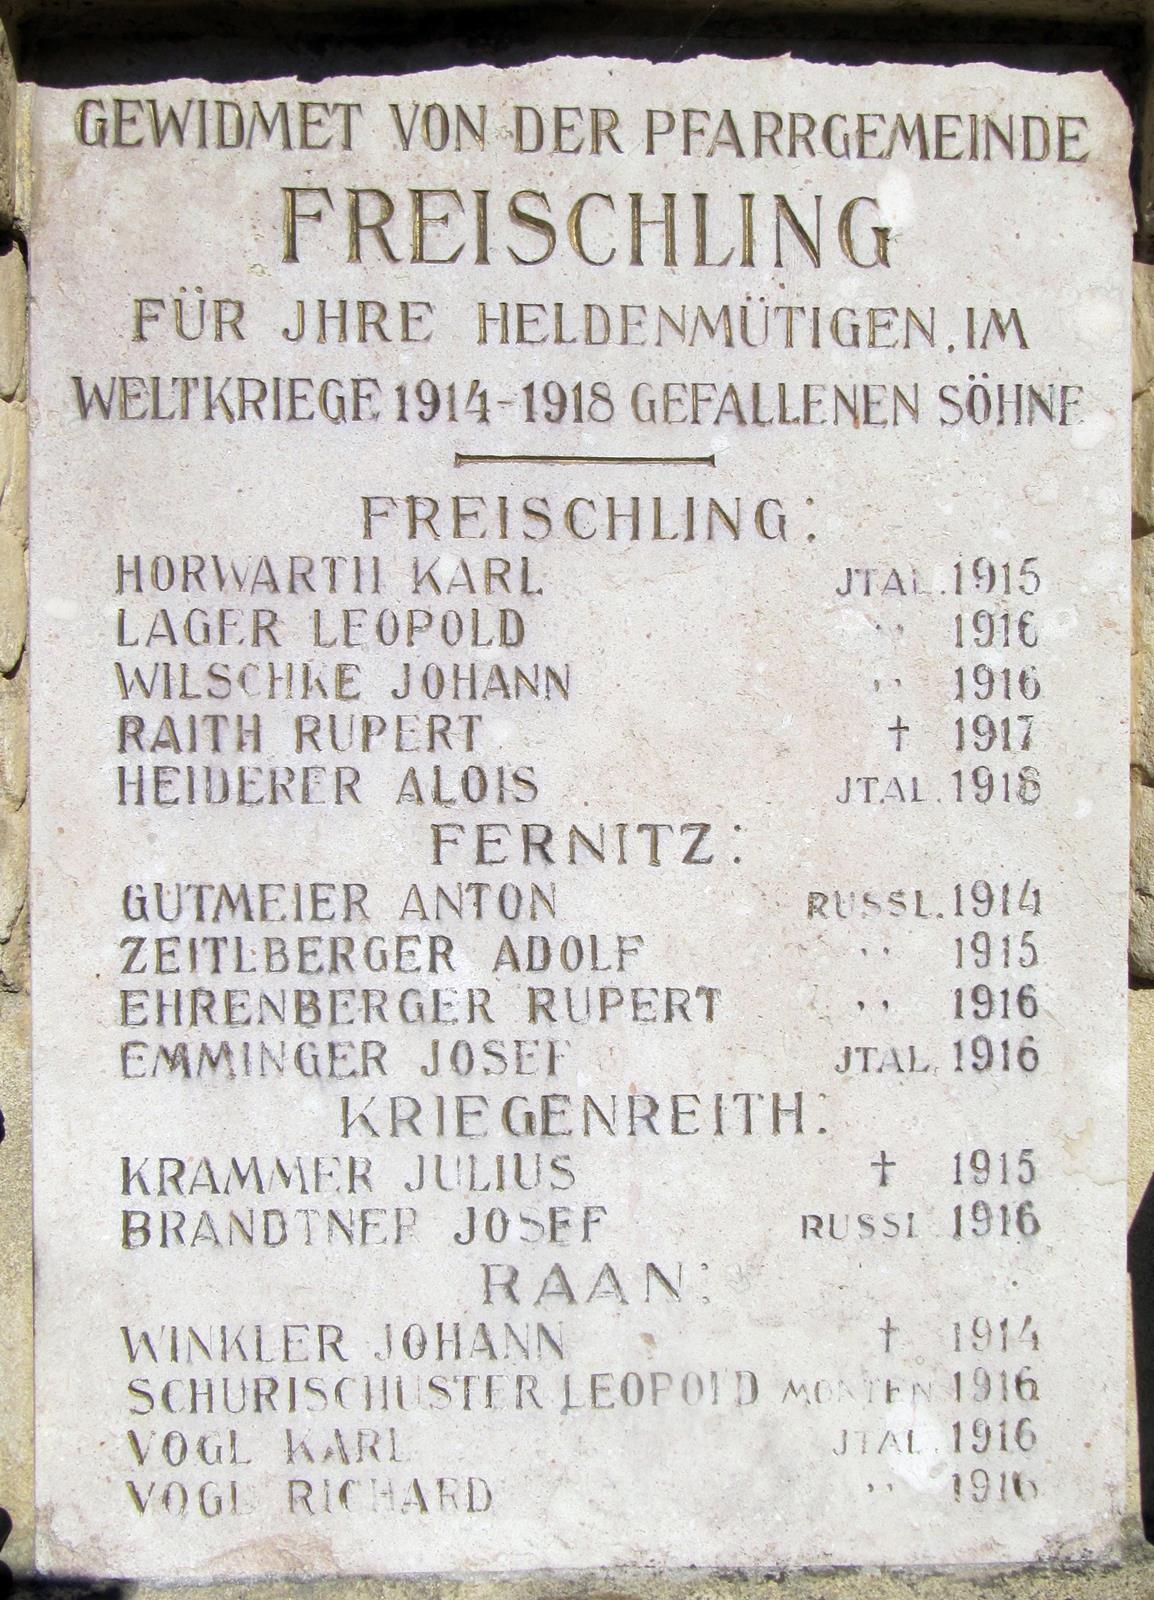 GEWIDMET VON DER PFARRGEMEINDE
FREISCHLING
FÜR JHRE HELDENMÜTIGEN, IM
WELTKRIEGE 1914-1918 GEFALLENEN SÖHNE
FREISCHLING:
HORWARTH KARL JTAL. 1915
LAGER LEOPOLD " 1916
WILSCHKE JOHANN " 1916
RAITH RUPERT † 1917
HEIDERER ALOIS JTAL. 1918
FERNITZ:
GUTMEIER ANTON RUSSL. 1914
ZEITLBERGER ADOLF " 1915
EHRENBERGER RUPERT " 1916
EMMINGER JOSEF JTAL. 1916
KRIEGENREITH:
KRAMMER JULIUS † 1915
BRANDTNER JOSEF RUSSL 1916
RAAN:
WINKLER JOHANN † 1914
SCHURISCHUSTER LEOPOLD MONTEN 1916
VOGL KARL JTAL. 1916
VOGL RICHARD " 1916